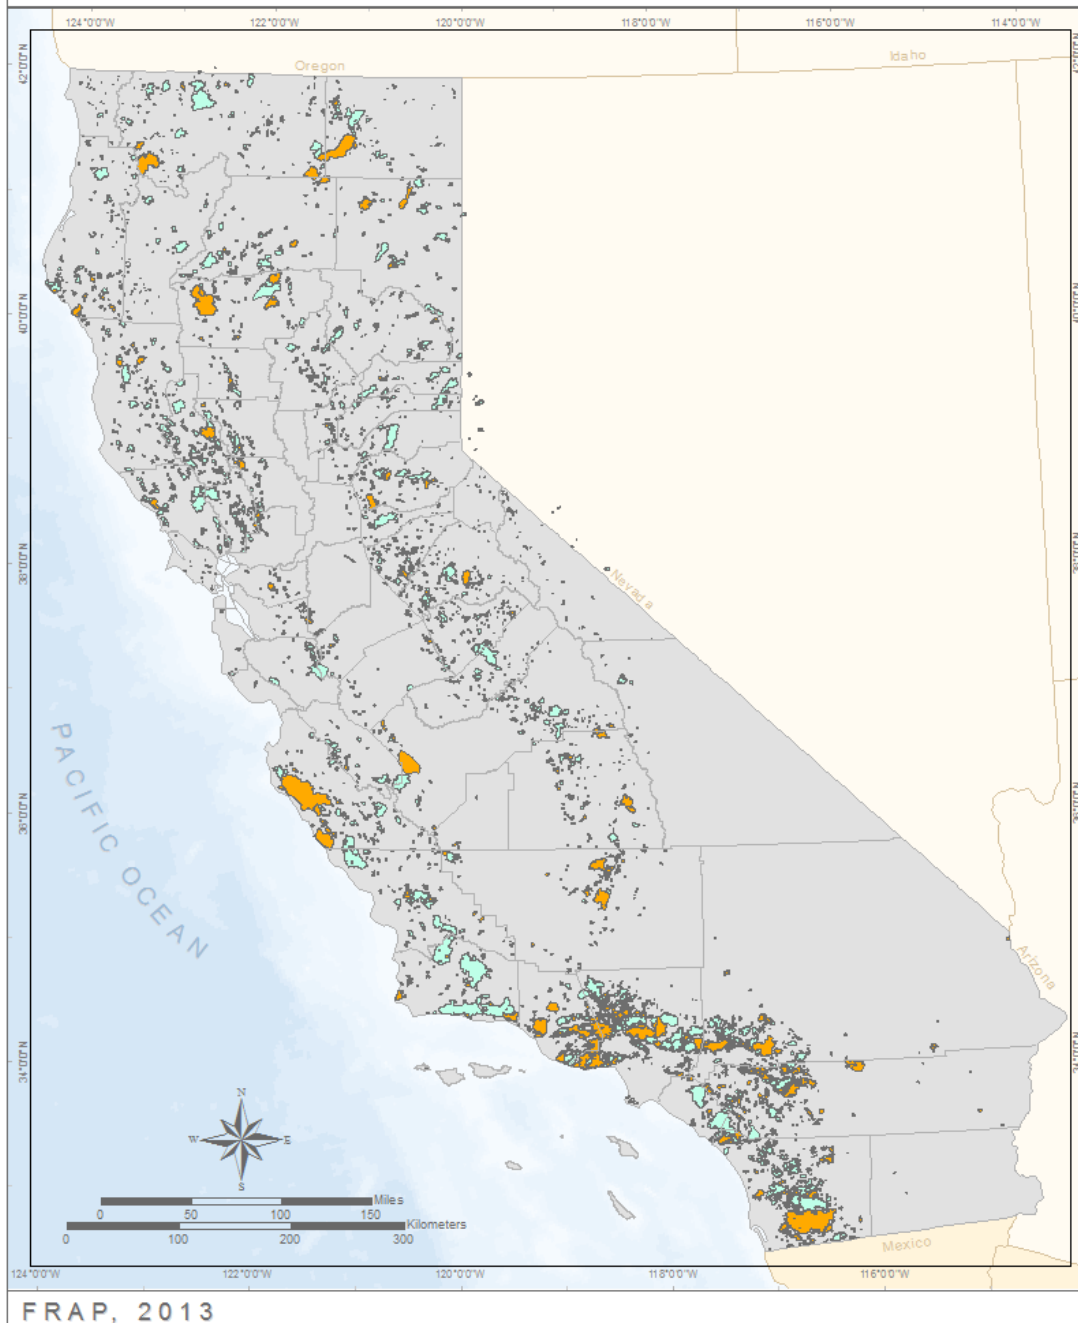 124°0'0"W 122°0'0"W 120°0'0"W 118°0'0"W 116°0'0"W 114°0'0"W
42°0'0"N
Oregon
Idaho
40°0'0"N
38°0'0"N
Nevada
PACIFIC OCEAN
36°0'0"N
Arizona
34°0'0"N
N
W E
S
Miles
0 50 100 150
Kilometers
0 100 200 300
Mexico
124°0'0"W 122°0'0"W 120°0'0"W 118°0'0"W 116°0'0"W
FRAP, 2013